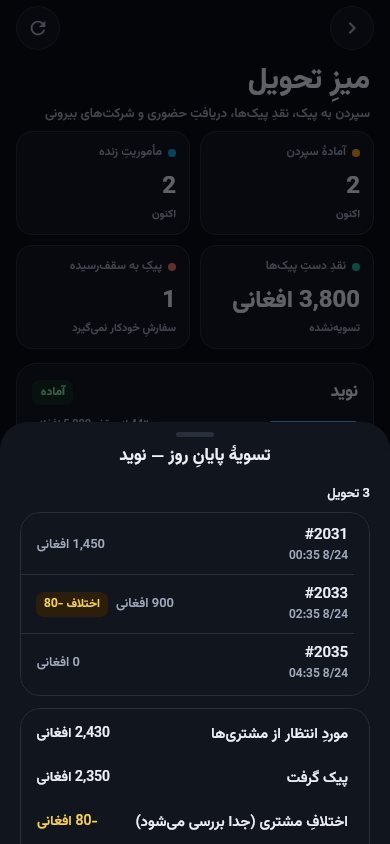 میزِ تحویل
سپردن به پیک، نقدِ پیک‌ها، دریافتِ حضوری و شرکت‌های بیرونی
آمادهٔ سپردن
2
اکنون
مأموریتِ زنده
2
اکنون
نقدِ دستِ پیک‌ها
3,800 افغانی
تسویه‌نشده
پیکِ به سقف‌رسیده
1
سفارشِ خودکار نمی‌گیرد
نوید
آماده
تسویهٔ پایانِ روز — نوید
3 تحویل
#2031
8/24 00:35
1,450 افغانی
#2033
8/24 02:35
900 افغانی
اختلاف -80
#2035
8/24 04:35
0 افغانی
موردِ انتظار از مشتری‌ها
2,430 افغانی
پیک گرفت
2,350 افغانی
اختلافِ مشتری (جدا بررسی می‌شود)
-80 افغانی